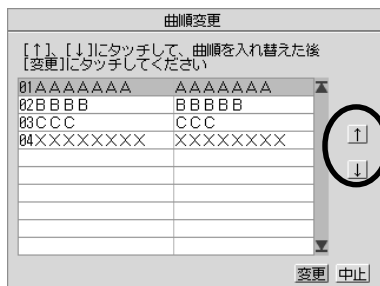 曲順変更
[↑]、[↓]にタッチして、曲順を入れ替えた後
[変更]にタッチしてください
01AAAAAAA AAAAAAA
02BBBB BBBBB
03CCC CCC
04XXXXXXXX XXXXXXXX
↑
↓
変更 中止